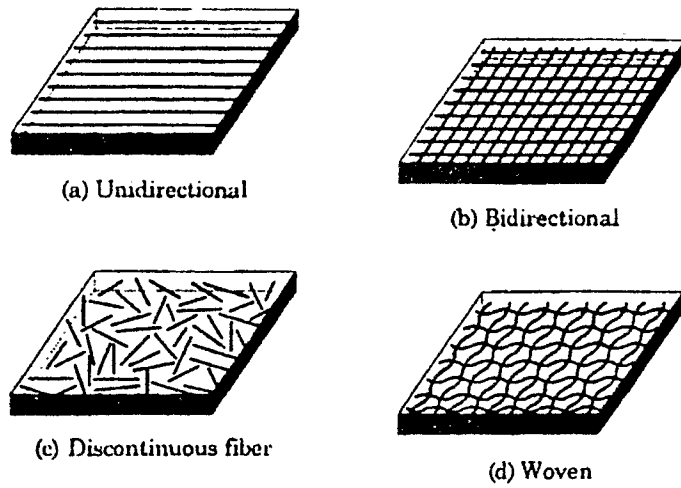 (a) Unidirectional
(b) Bidirectional
(c) Discontinuous fiber
(d) Woven